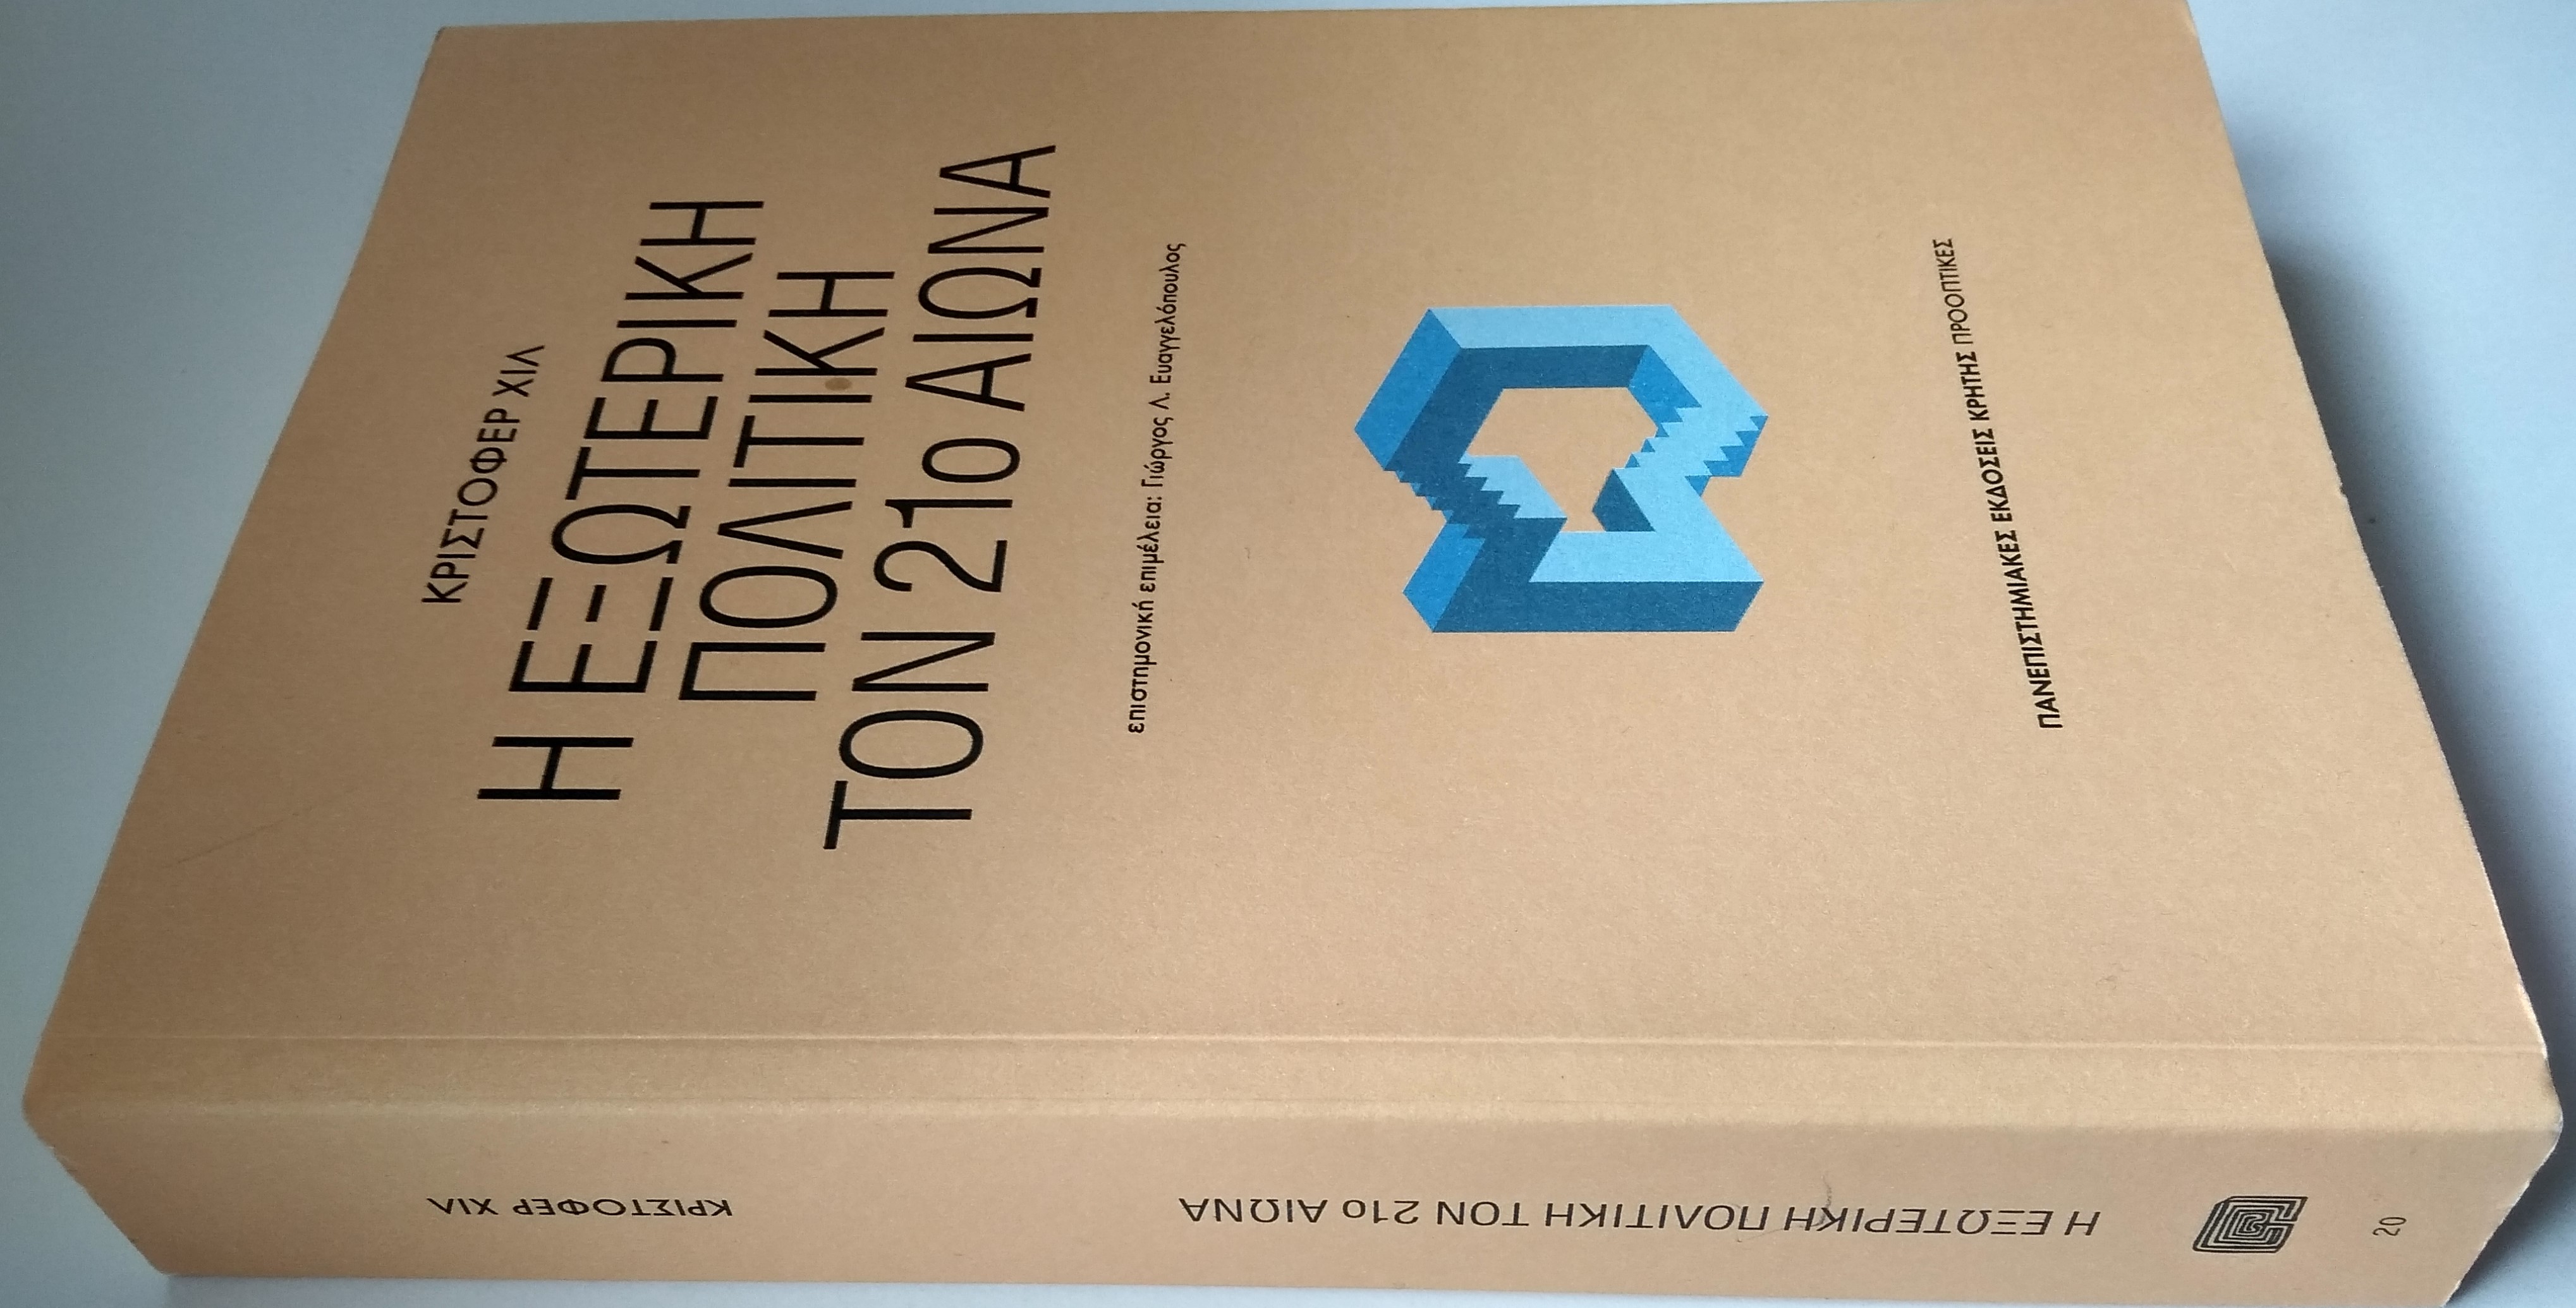 ΚΡΙΣΤΟΦΕΡ ΧΙΛ
Η ΕΞΩΤΕΡΙΚΗ
ΠΟΛΙΤΙΚΗ
ΤΟΝ 21ο ΑΙΩΝΑ
επιστημονική επιμέλεια: Γιώργος Λ. Ευαγγελόπουλος
ΠΑΝΕΠΙΣΤΗΜΙΑΚΕΣ ΕΚΔΟΣΕΙΣ ΚΡΗΤΗΣ ΠΡΟΟΠΤΙΚΕΣ
20
Η ΕΞΩΤΕΡΙΚΗ ΠΟΛΙΤΙΚΗ ΤΟΝ 21ο ΑΙΩΝΑ
ΚΡΙΣΤΟΦΕΡ ΧΙΛ